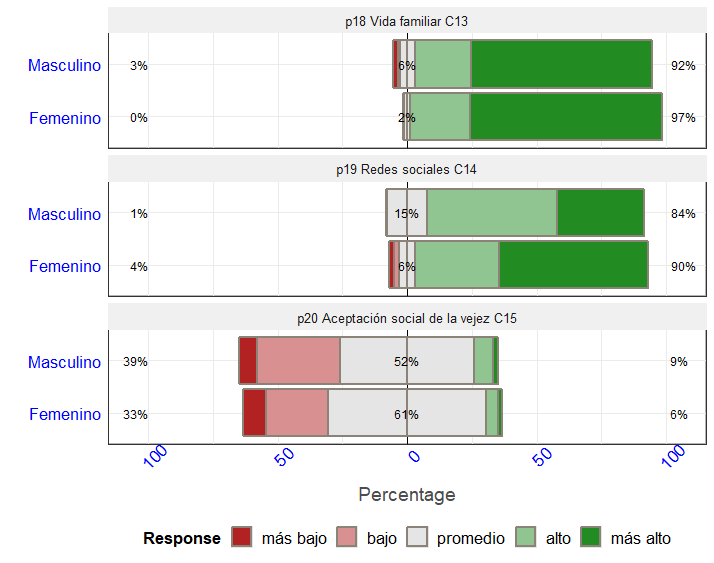 p18 Vida familiar C13
Masculino 3% 6% 92%
Femenino 0% 2% 97%
p19 Redes sociales C14
Masculino 1% 15% 84%
Femenino 4% 6% 90%
p20 Aceptación social de la vejez C15
Masculino 39% 52% 9%
Femenino 33% 61% 6%
100 50 0 50 100
Percentage
Response más bajo bajo promedio alto más alto